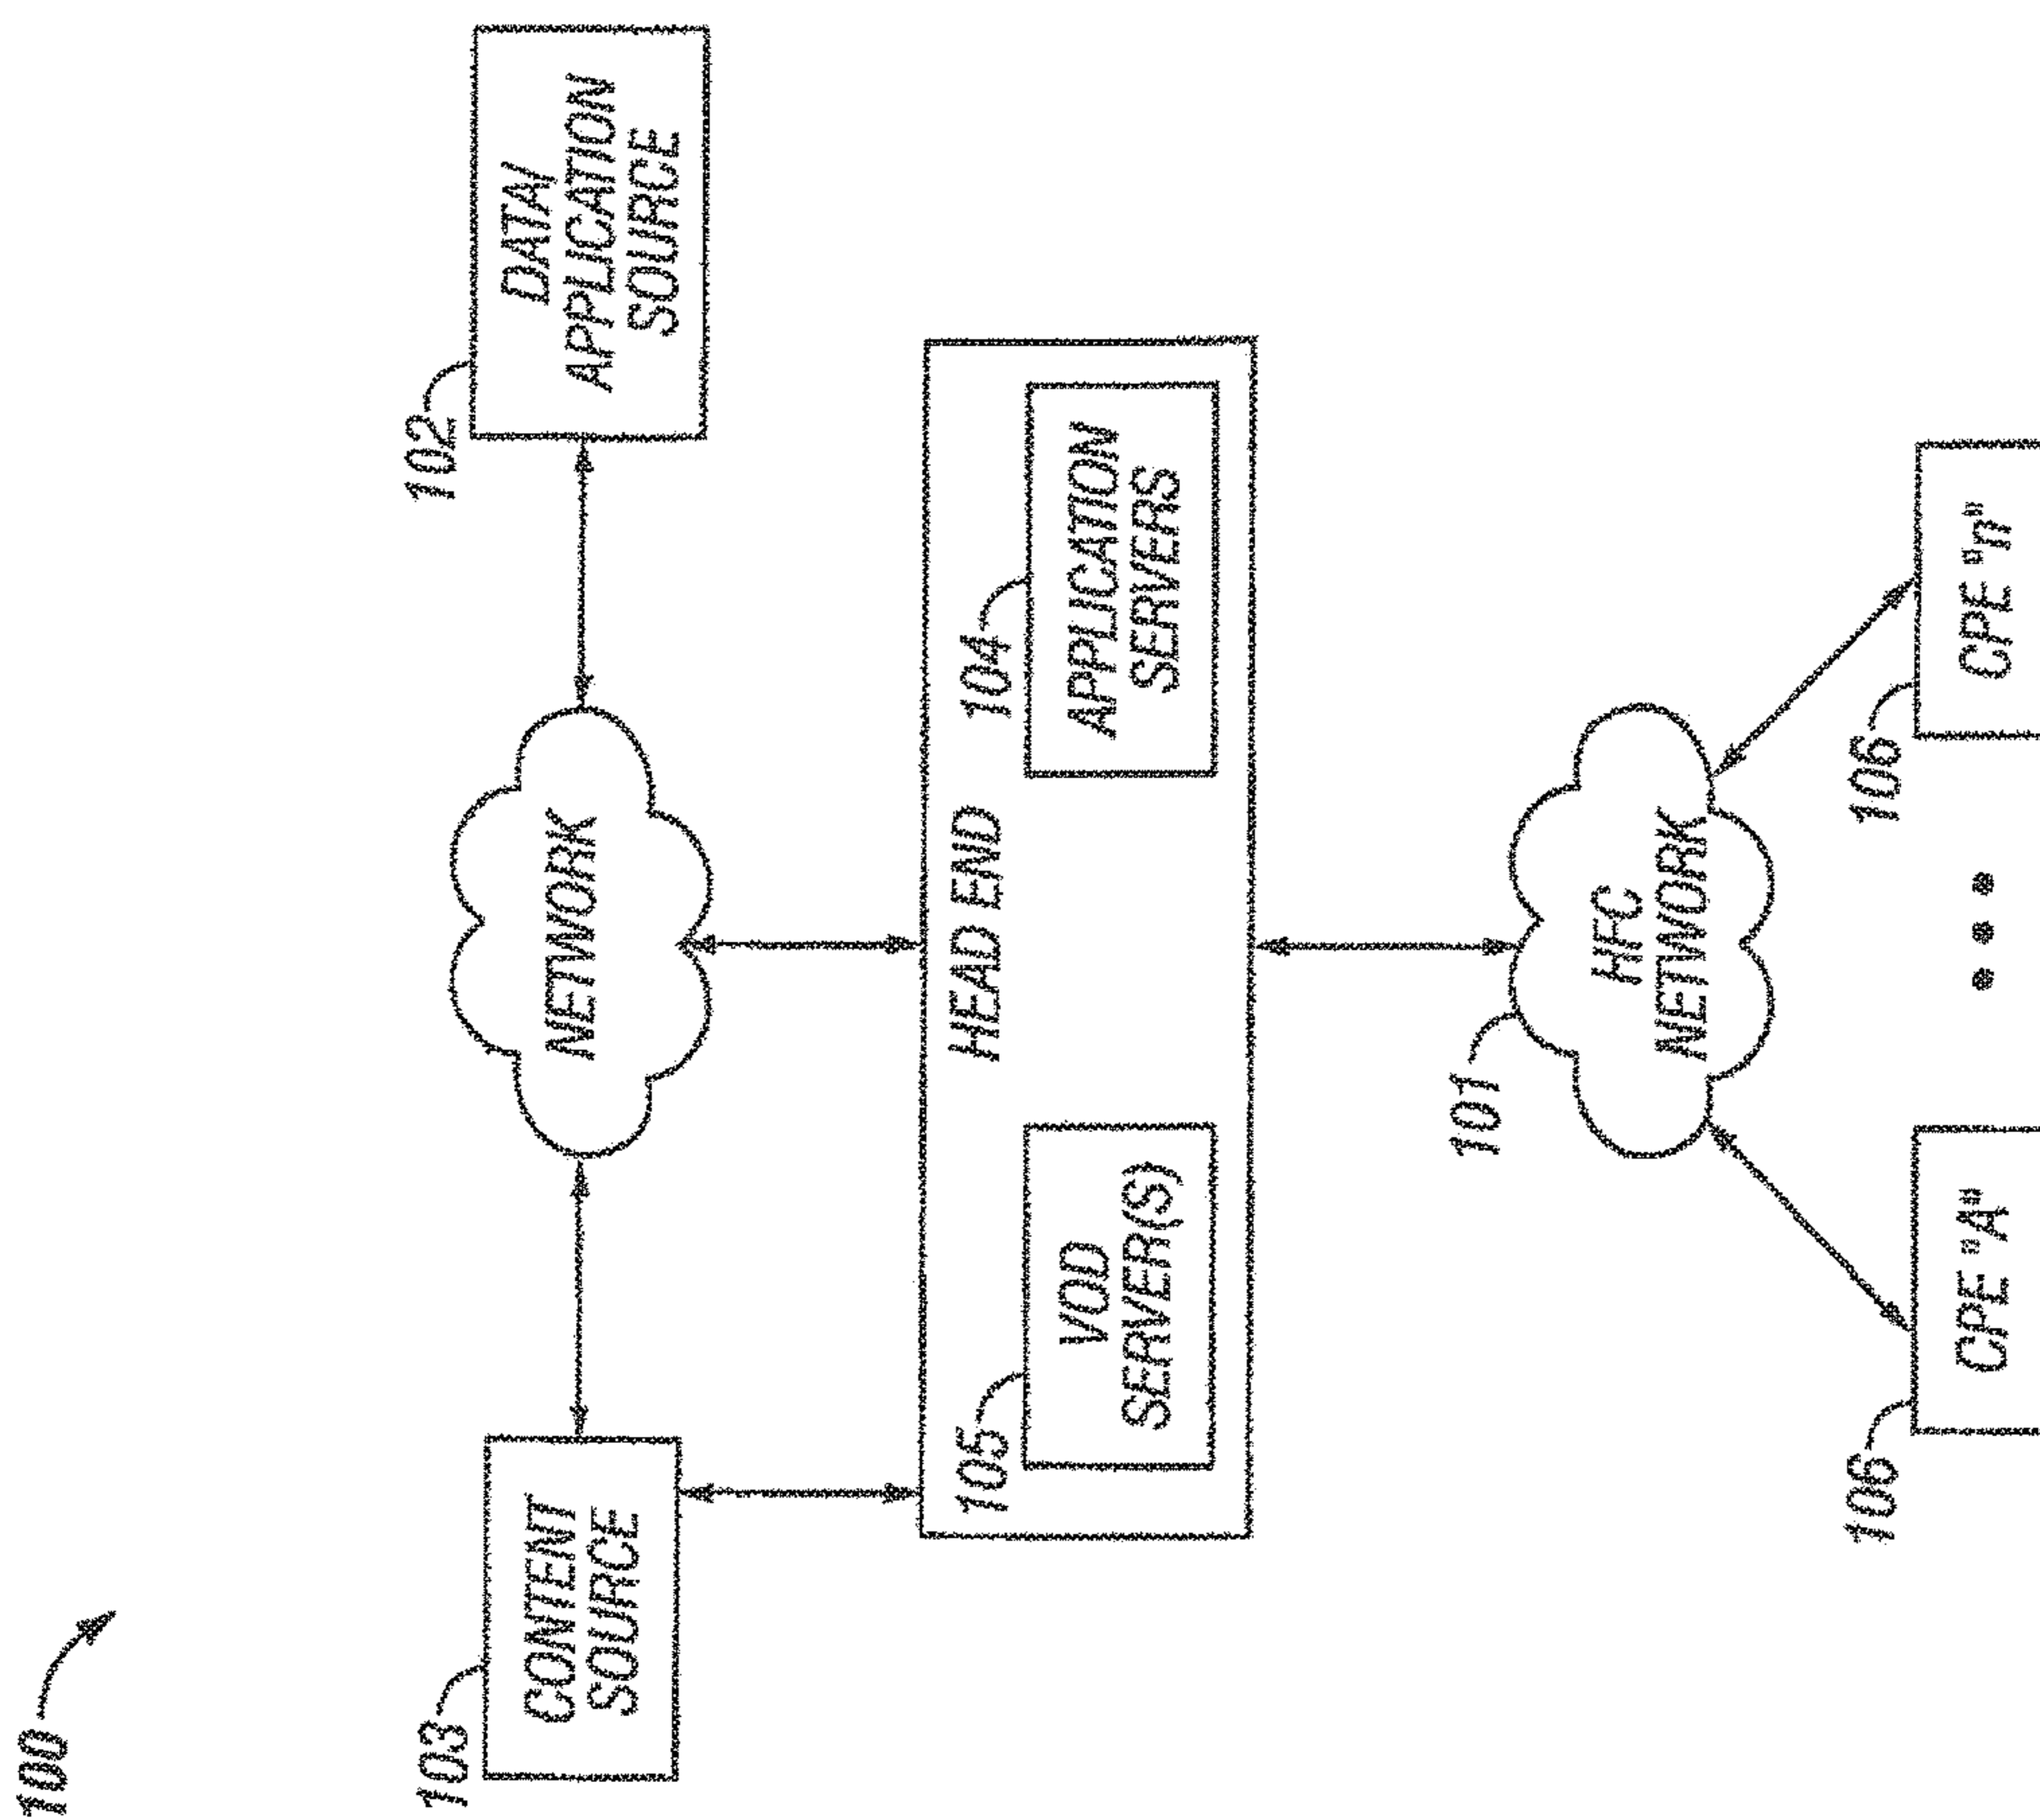 100
102
DATA/
APPLICATION
SOURCE
NETWORK
103
CONTENT
SOURCE
HEAD END
104
APPLICATION
SERVERS
105
VOD
SERVER(S)
101
HFC
NETWORK
106
CPE "A"
106
CPE "n"